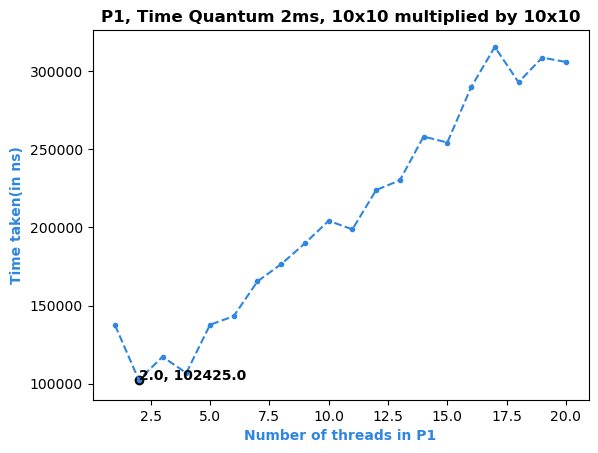 P1, Time Quantum 2ms, 10x10 multiplied by 10x10
300000
250000
200000
150000
100000
Time taken(in ns)
2.0, 102425.0
2.5 5.0 7.5 10.0 12.5 15.0 17.5 20.0
Number of threads in P1